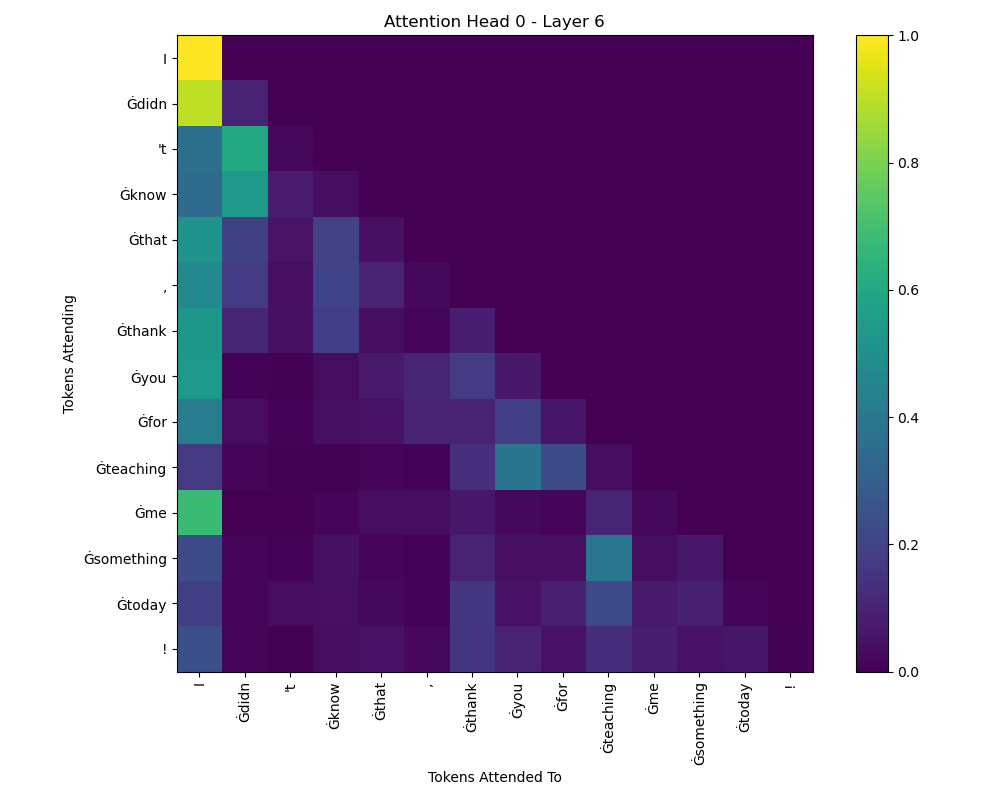 Attention Head 0 - Layer 6
Tokens Attending
I
Ġdidn
't
Ġknow
Ġthat
,
Ġthank
Ġyou
Ġfor
Ġteaching
Ġme
Ġsomething
Ġtoday
!
I
Ġdidn
't
Ġknow
Ġthat
,
Ġthank
Ġyou
Ġfor
Ġteaching
Ġme
Ġsomething
Ġtoday
!
Tokens Attended To
1.0
0.8
0.6
0.4
0.2
0.0